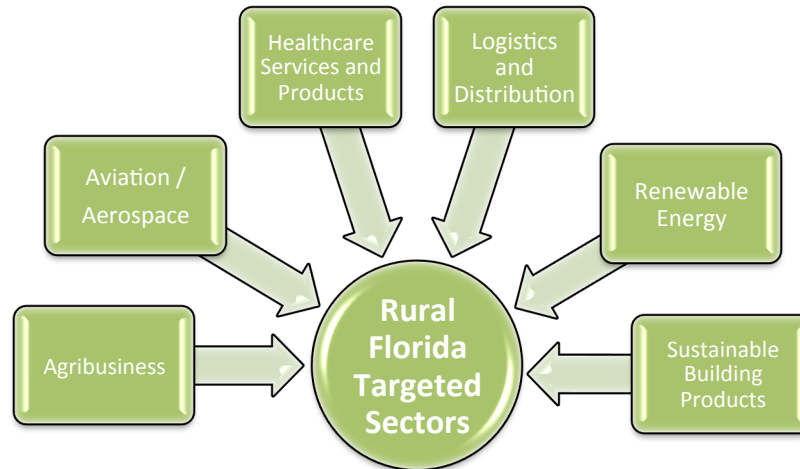 Healthcare
Services and
Products
Logistics
and
Distribution
Aviation /
Aerospace
Renewable
Energy
Agribusiness
Rural
Florida
Targeted
Sectors
Sustainable
Building
Products